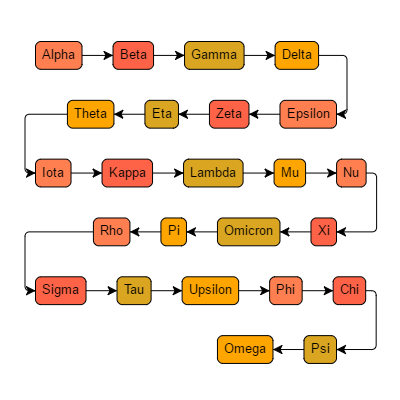 Alpha Beta Gamma Delta
Theta Eta Zeta Epsilon
Iota Kappa Lambda Mu Nu
Rho Pi Omicron Xi
Sigma Tau Upsilon Phi Chi
Omega Psi